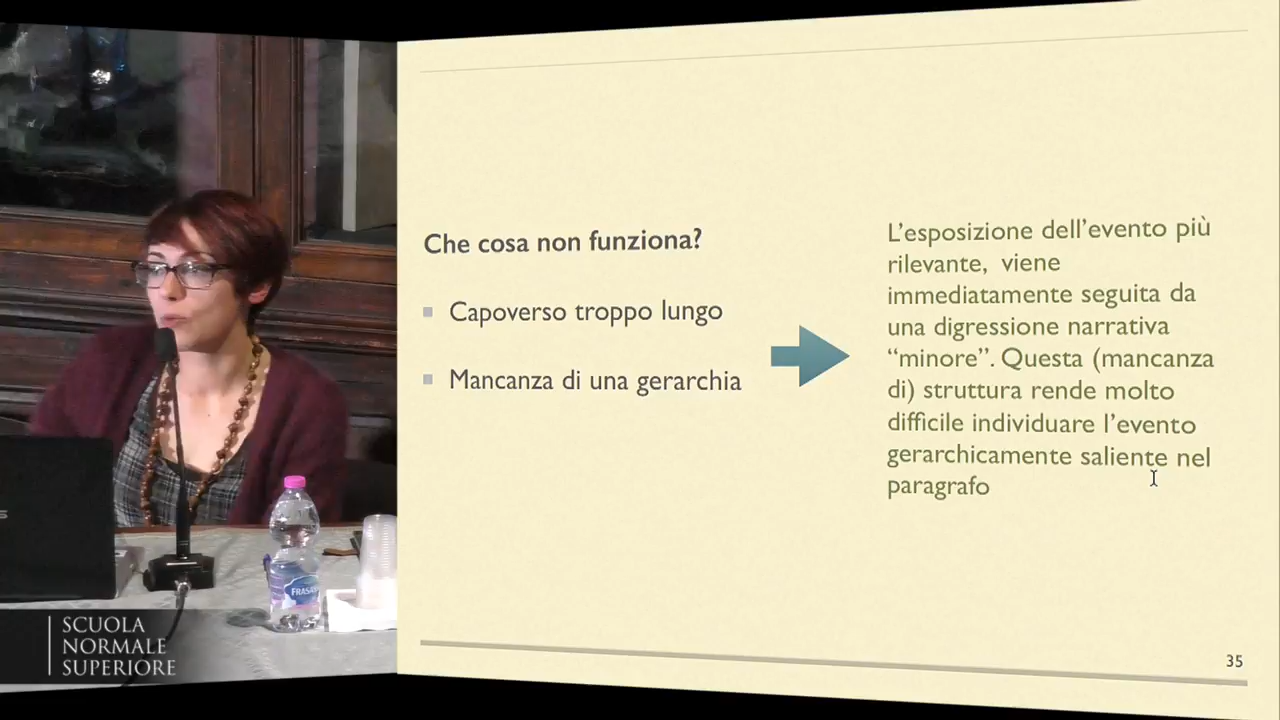 Che cosa non funziona?
Capoverso troppo lungo
Mancanza di una gerarchia
L'esposizione dell'evento più
rilevante, viene
immediatamente seguita da
una digressione narrativa
“minore”. Questa (mancanza
di) struttura rende molto
difficile individuare l'evento
gerarchicamente saliente nel
paragrafo
35
SCUOLA
NORMALE
SUPERIORE